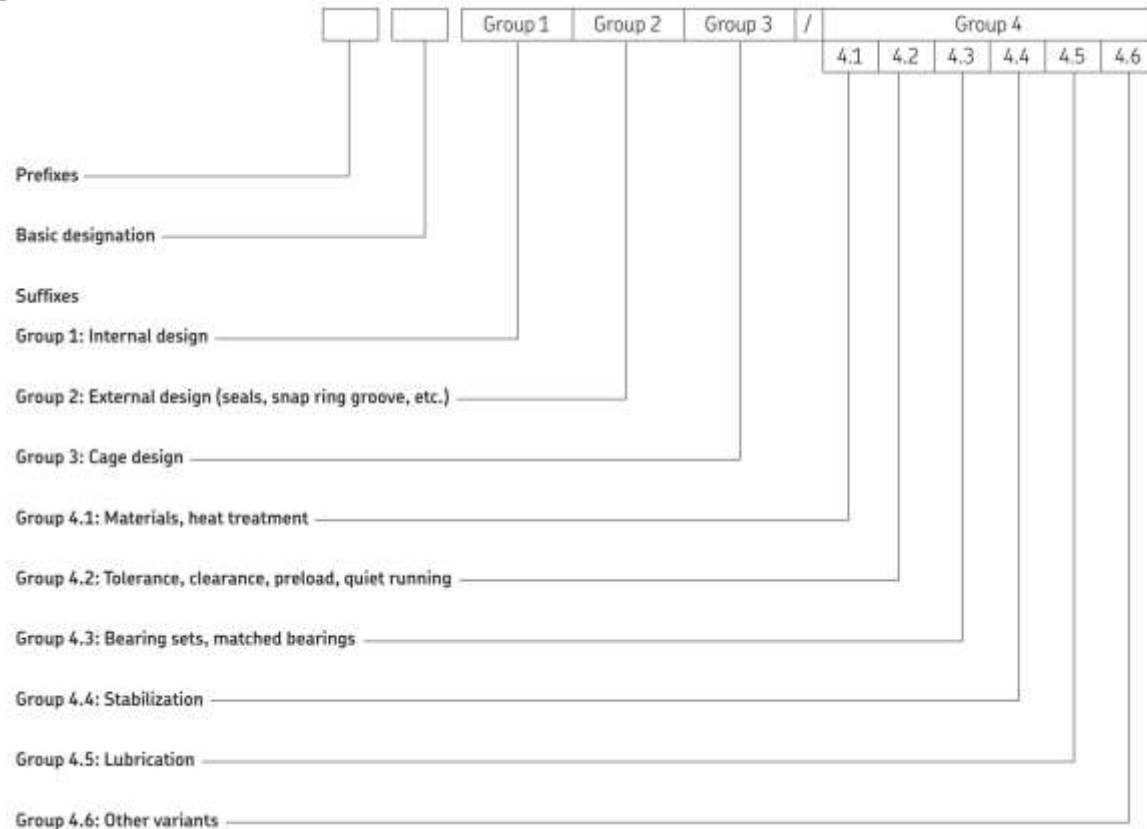 Group 1 Group 2 Group 3 / Group 4
4.1 4.2 4.3 4.4 4.5 4.6
Prefixes
Basic designation
Suffixes
Group 1: Internal design
Group 2: External design (seals, snap ring groove, etc.)
Group 3: Cage design
Group 4.1: Materials, heat treatment
Group 4.2: Tolerance, clearance, preload, quiet running
Group 4.3: Bearing sets, matched bearings
Group 4.4: Stabilization
Group 4.5: Lubrication
Group 4.6: Other variants